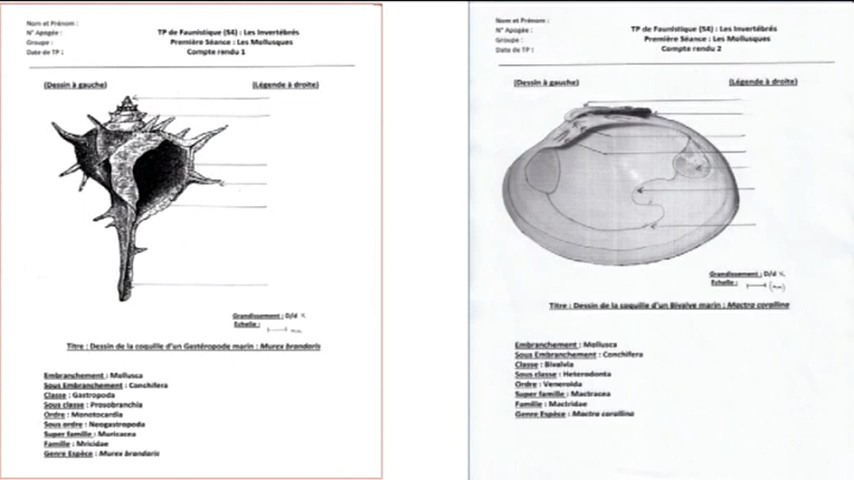 Nom et Prénom :
N° Apogée :
Groupe :
Date de TP :
TP de Faunistique (S4) : Les Invertébrés
Première Séance : Les Mollusques
Compte rendu 1
(Dessin à gauche) (Légende à droite)
Grandissement : D/d
Echelle :
Titre : Dessin de la coquille d'un Gastéropode marin : Murex brandaris
Embranchement : Mollusca
Sous Embranchement : Conchifera
Classe : Gastropoda
Sous classe : Prosobranchia
Ordre : Monotocardia
Sous ordre : Neogastropoda
Super famille : Muricacea
Famille : Mricidae
Genre Espèce : Murex brandaris
Nom et Prénom :
N° Apogée :
Groupe :
Date de TP :
TP de Faunistique (S4) : Les Invertébrés
Première Séance : Les Mollusques
Compte rendu 2
(Dessin à gauche) (Légende à droite)
Grandissement : D/d
Echelle :
Titre : Dessin de la coquille d'un Bivalve marin : Mactra corallina
Embranchement : Mollusca
Sous Embranchement : Conchifera
Classe : Bivalvia
Sous classe : Heterodonta
Ordre : Veneroida
Super famille : Mactracea
Famille : Mactridae
Genre Espèce : Mactra corallina